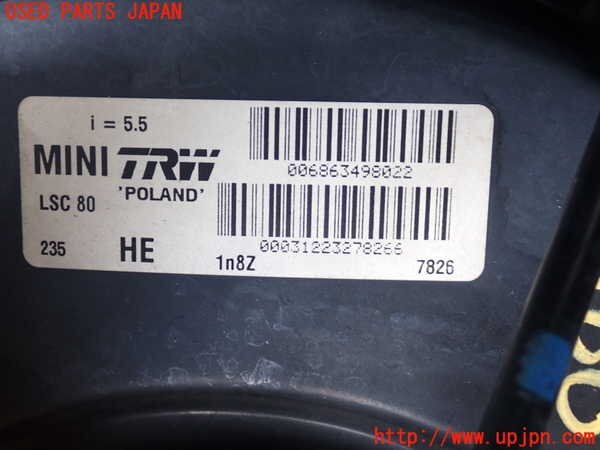 USED PARTS JAPAN
i = 5.5
MINI TRW
006863498022
LSC 80
'POLAND'
00031223278266
235
HE
1n8Z
7826
http://www.upjpn.com/